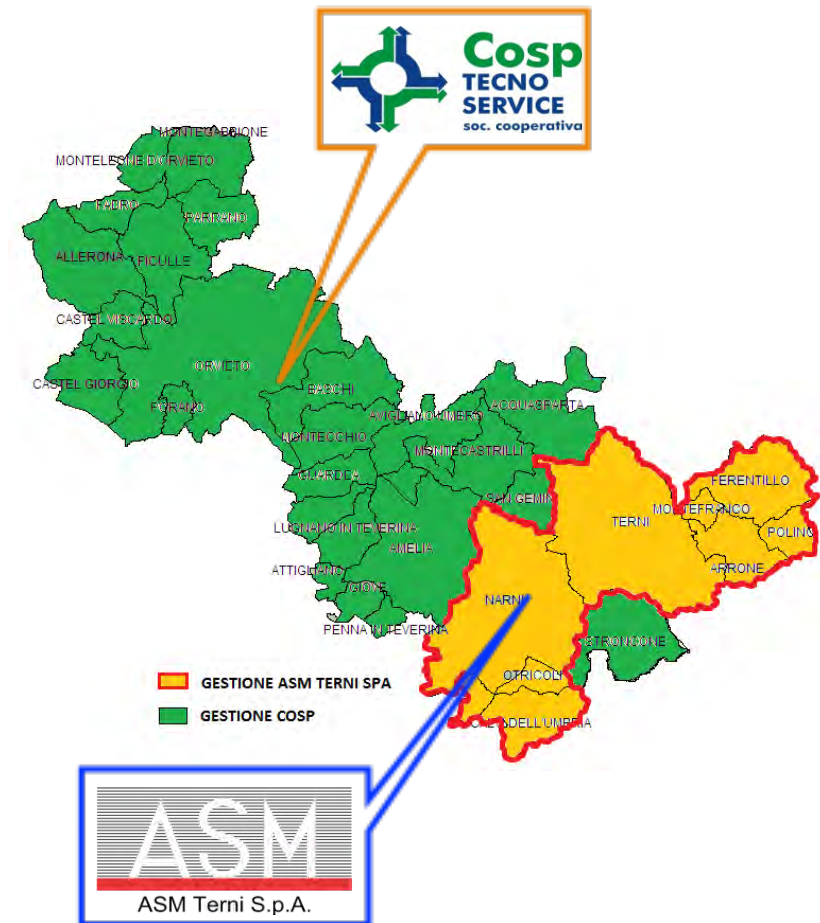 Cosp
TECNO
SERVICE
soc. cooperativa
MONTEGABBIONE
MONTELEONE D'ORVIETO
FABRO
PARRANO
ALLERONA
FICULLE
CASTEL VISCARDO
ORVIETO
CASTEL GIORGIO
PORANO
BASCHI
AVIGLIANO UMBRO
ACQUASPARTA
MONTECCHIO
MONTECASTRILLI
GUARDEA
SAN GEMIN
FERENTILLO
MONTEFRANCO
TERNI
POLINO
LUGNANO IN TEVERINA
AMELIA
ARRONE
ATTIGLIANO
GIOVE
NARNI
PENNA IN TEVERINA
STRONCONE
OTRICOLI
DELL'UMBRIA
GESTIONE ASM TERNI SPA
GESTIONE COSP
ASM
ASM Terni S.p.A.